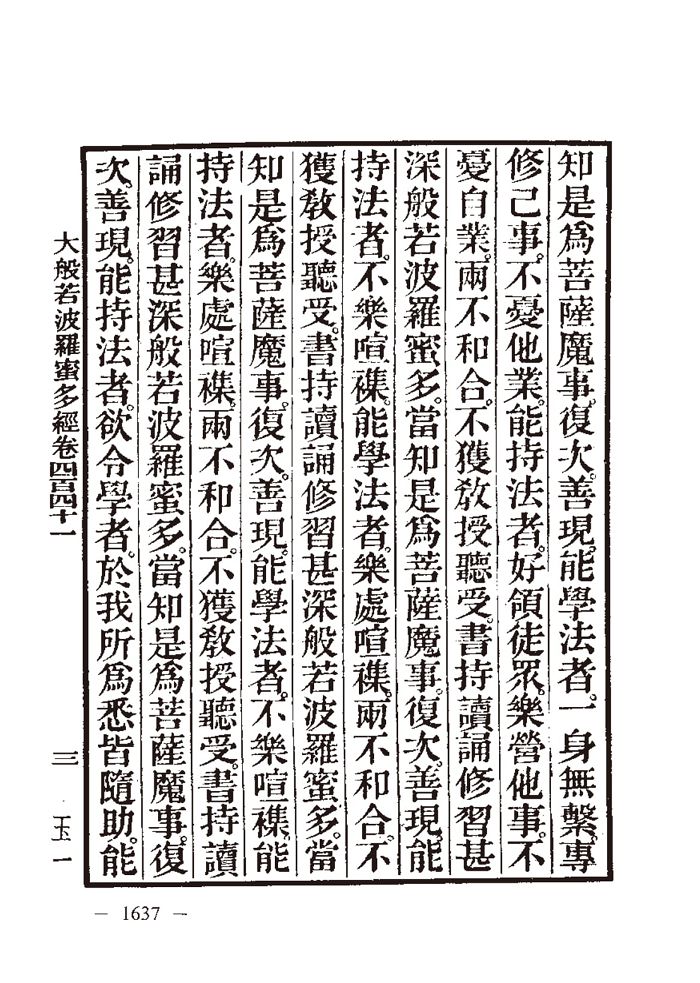 知是爲菩薩魔事。復次。善現。能學法者。一身無繫。專
修己事。不憂他業。能持法者。好領徒眾。樂營他事。不
憂自業。兩不和合。不獲教授聽受。書持讀誦修習甚
深般若波羅蜜多。當知是爲菩薩魔事。復次。善現。能
持法者。不樂喧襍。能學法者。樂處喧襍。兩不和合。不
獲教授聽受。書持讀誦修習甚深般若波羅蜜多。當
知是爲菩薩魔事。復次。善現。能學法者。不樂喧襍。能
持法者。樂處喧襍。兩不和合。不獲教授聽受。書持讀
誦修習甚深般若波羅蜜多。當知是爲菩薩魔事。復
次。善現。能持法者。欲令學者。於我所爲悉皆隨助。能
大般若波羅蜜多經卷四百四十一 三 玉一
— 1637 —